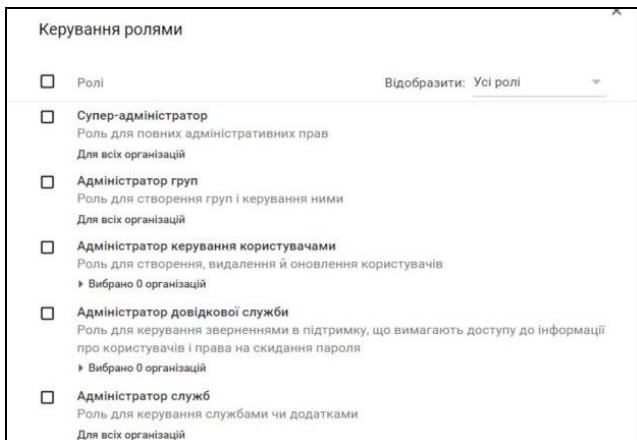 Керування ролями
Ролі Відобразити: Усі ролі
Супер-адміністратор
Роль для повних адміністративних прав
Для всіх організацій
Адміністратор груп
Роль для створення груп і керування ними
Для всіх організацій
Адміністратор керування користувачами
Роль для створення, видалення й оновлення користувачів
Вибрано 0 організацій
Адміністратор довідкової служби
Роль для керування зверненнями в підтримку, що вимагають доступу до інформації
про користувачів і права на скидання пароля
Вибрано 0 організацій
Адміністратор служб
Роль для керування службами чи додатками
Для всіх організацій